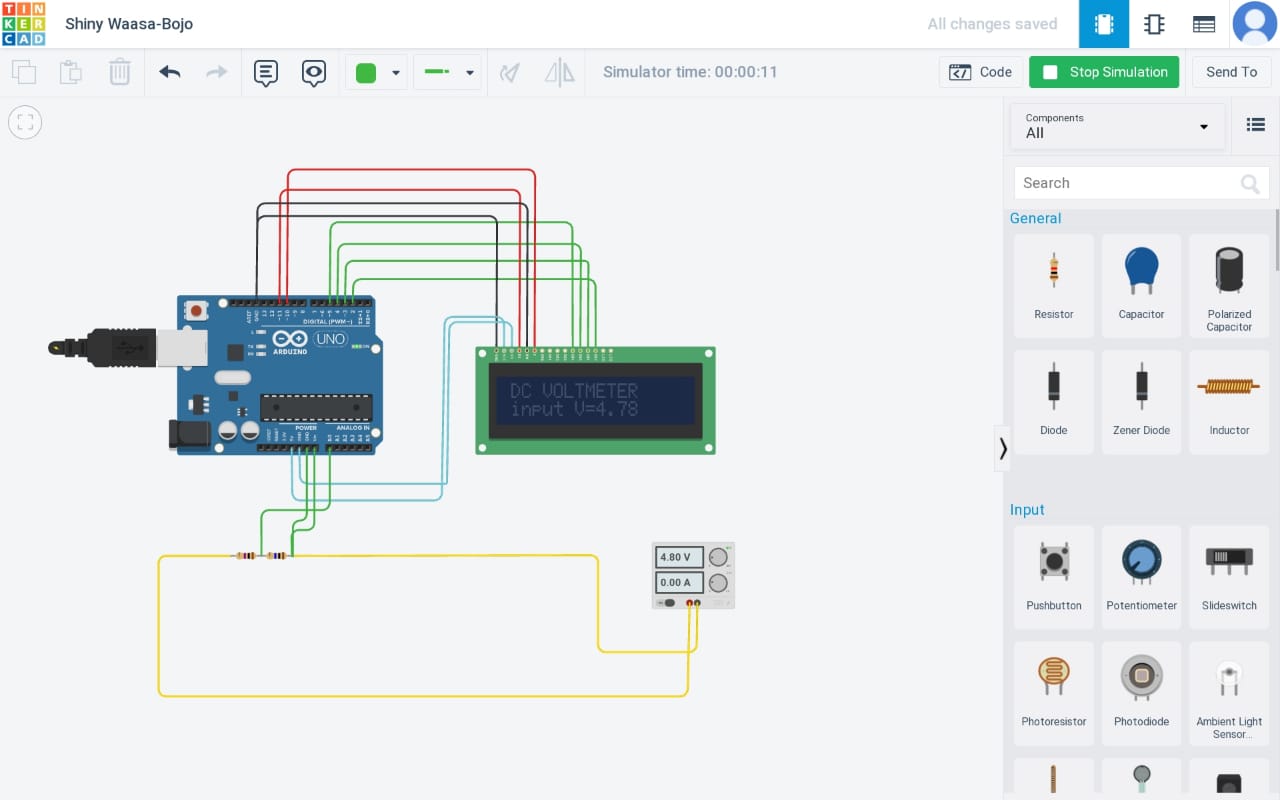 TIN
KER
CAD
Shiny Waasa-Bojo
All changes saved
Simulator time: 00:00:11
Code
Stop Simulation
Send To
Components
All
Search
General
Resistor
Capacitor
Polarized
Capacitor
Diode
Zener Diode
Inductor
Input
Pushbutton
Potentiometer
Slideswitch
Photoresistor
Photodiode
Ambient Light
Sensor...
DIGITAL (PWM~)
UNO
ARDUINO
ON
POWER
ANALOG IN
DC VOLTMETER
input V=4.78
4.80 V
0.00 A